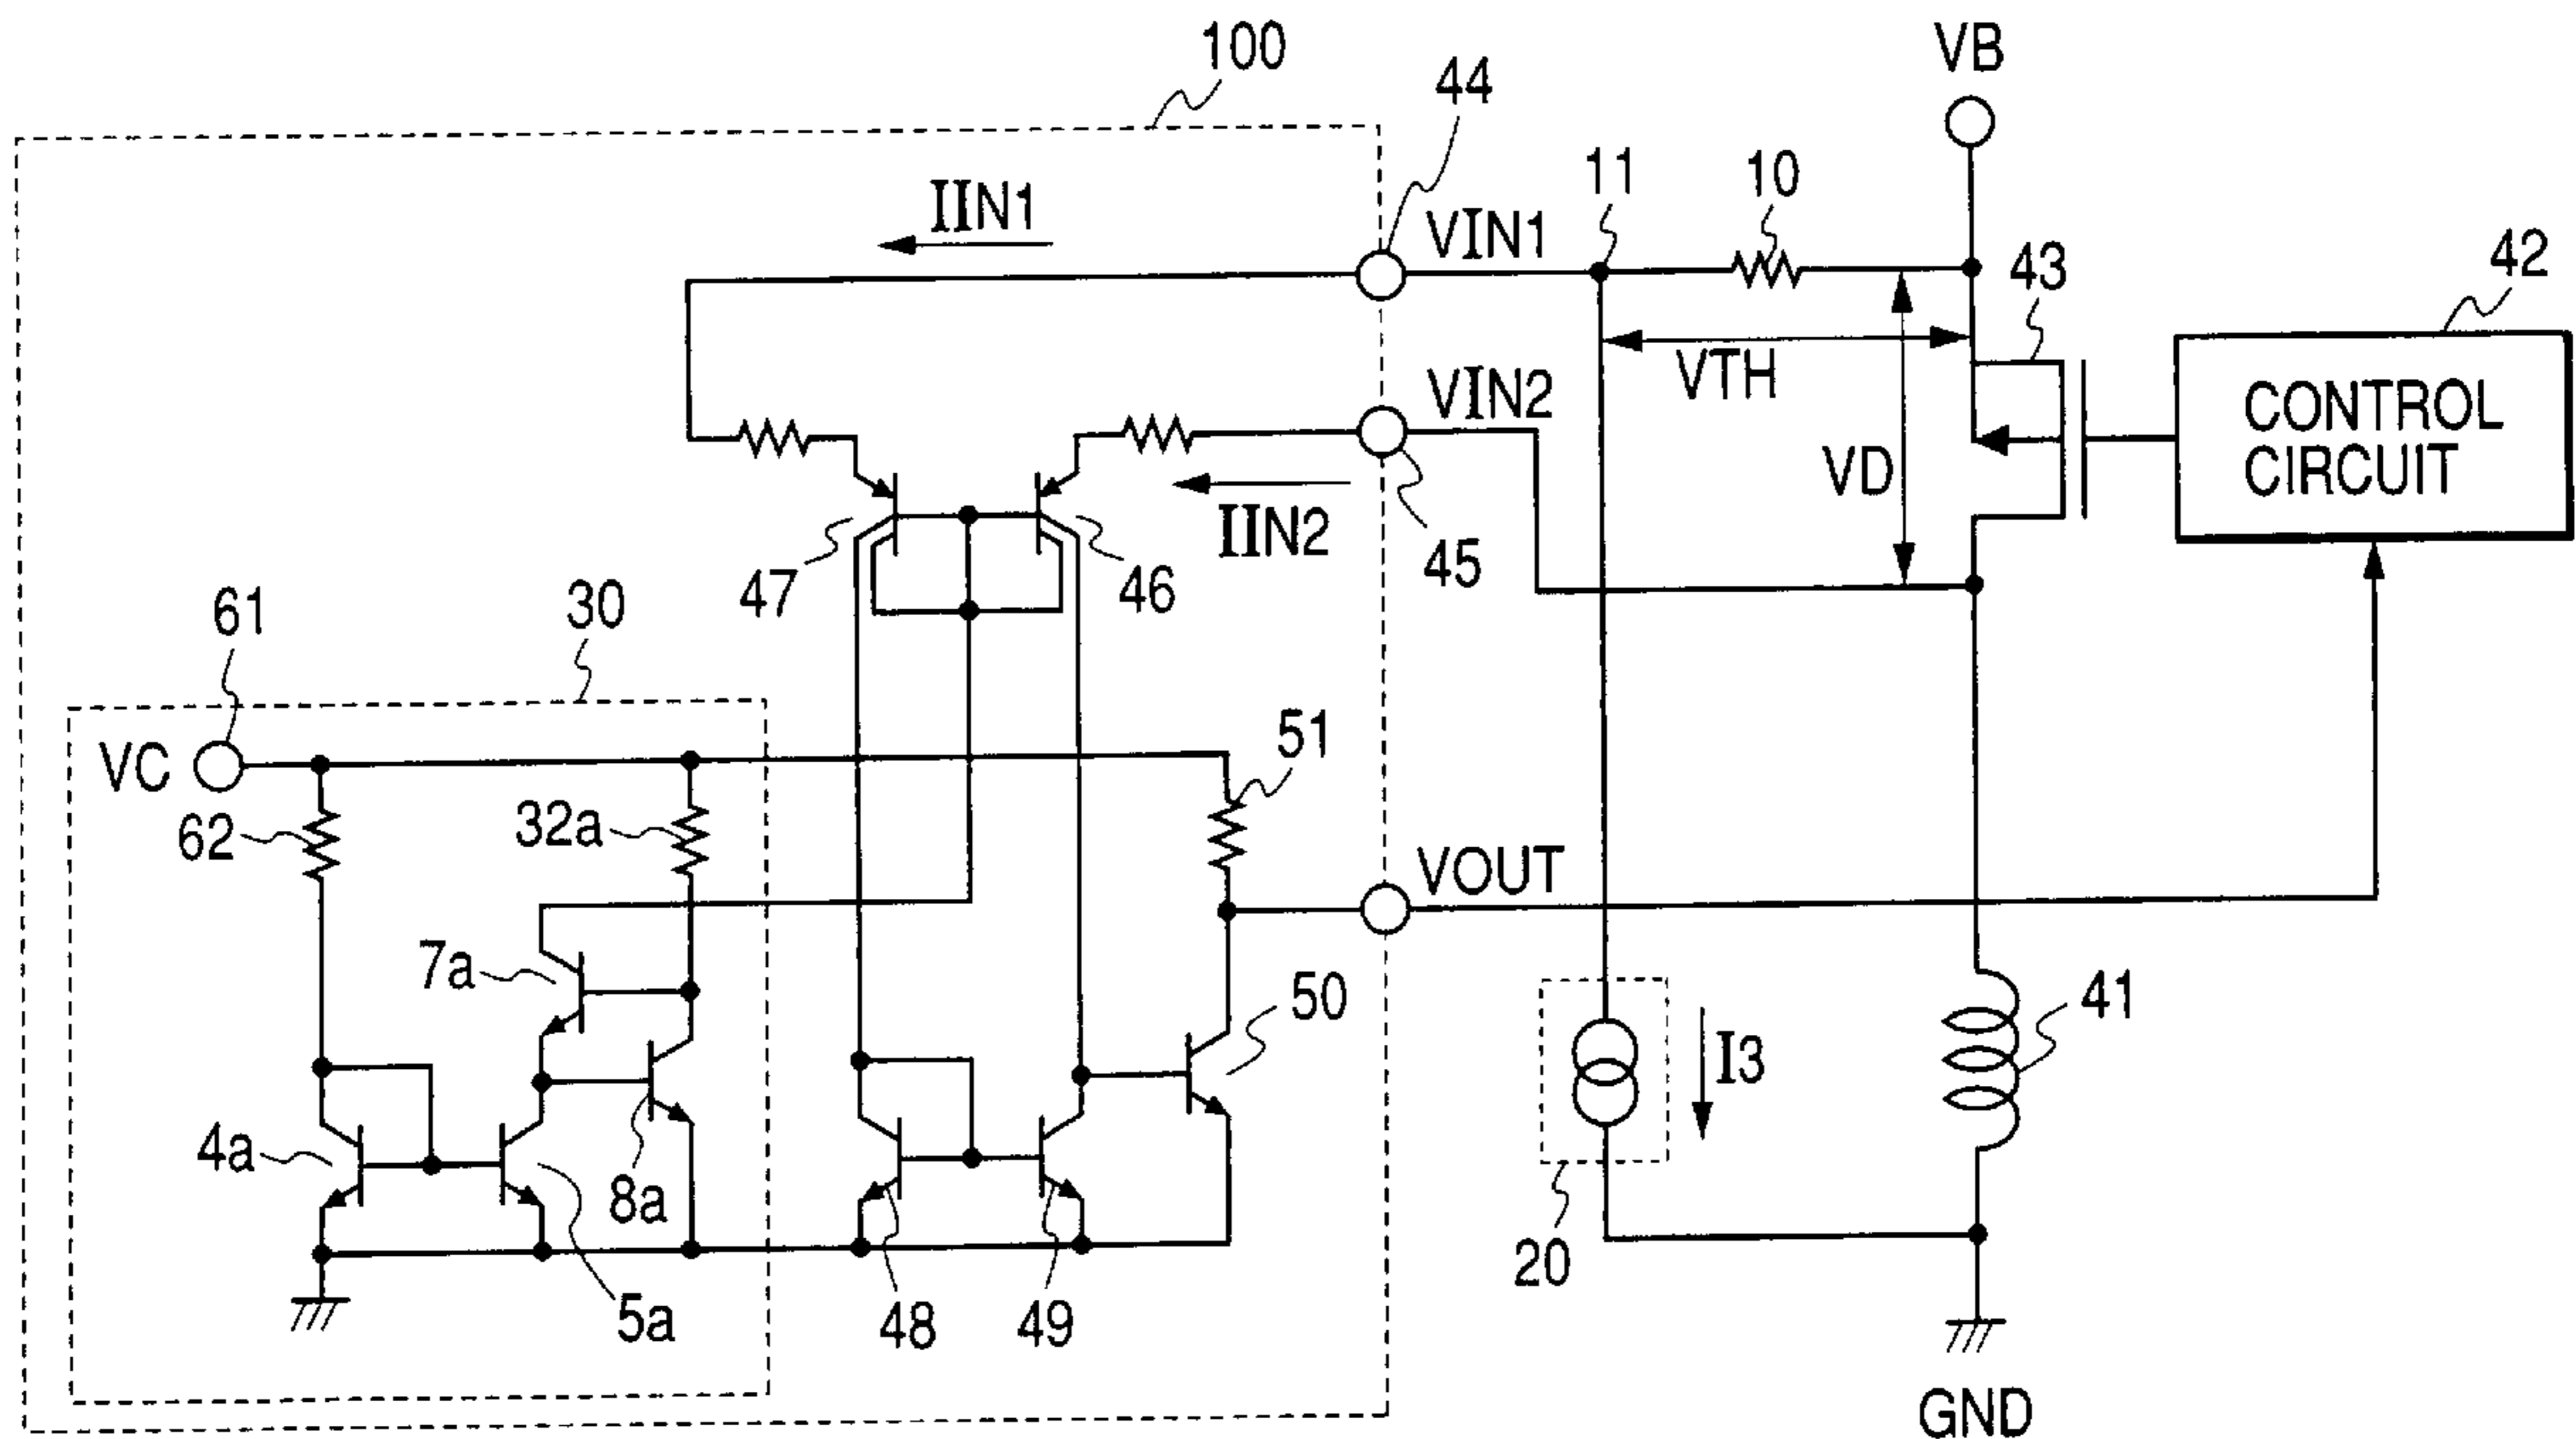 100
VB
44
11
10
IIN1
VIN1
43
42
VTH
VIN2
CONTROL
CIRCUIT
VD
IIN2
47
46
45
30
61
51
VC
32a
62
VOUT
7a
50
41
I3
4a
8a
20
5a
48
49
GND